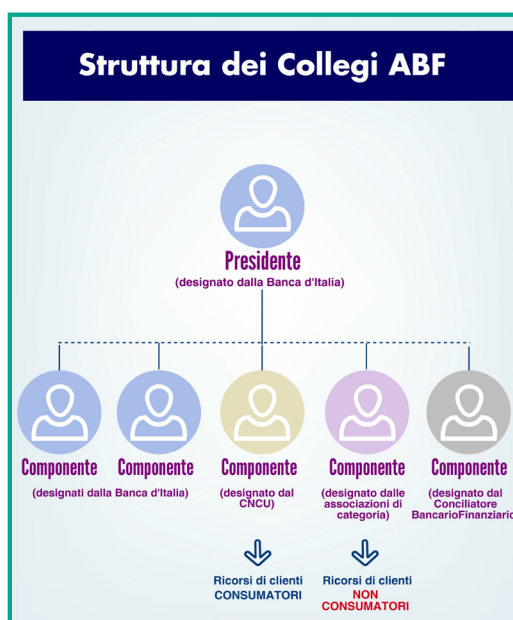 Struttura dei Collegi ABF
Presidente
(designato dalla Banca d'Italia)
Componente
Componente
Componente
Componente
Componente
(designati dalla Banca d'Italia)
(designato dal
CNCU)
(designato dalle
associazioni di
categoria)
(designato dal
Conciliatore
BancarioFinanziario
Ricorsi di clienti
CONSUMATORI
Ricorsi di clienti
NON
CONSUMATORI